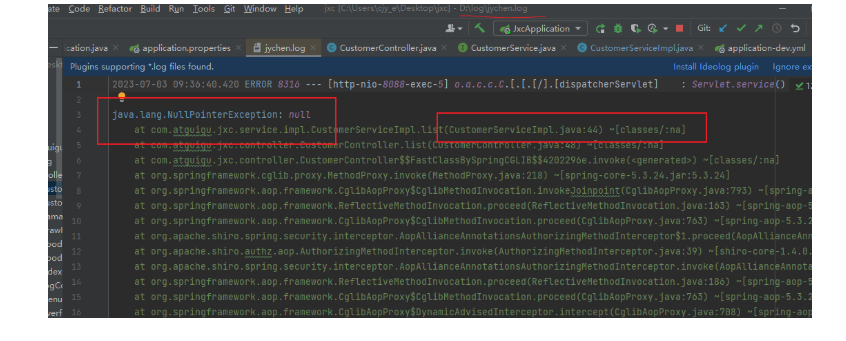 ate Code Refactor Build Run Tools Git Window Help jxc [C:\Users\cjy_e\Desktop\jxc] - D:\log\jychen.log
JxcApplication Git:
:ication.java application.properties jychen.log CustomerController.java CustomerService.java CustomerServiceImpl.java application-dev.yml
Plugins supporting *.log files found. Install Ideolog plugin Ignore ex
1 2023-07-03 09:36:40.420 ERROR 8316 --- [http-nio-8088-exec-5] o.a.c.c.C.[.[.[/].[dispatcherServlet] : Servlet.service()
2
3 java.lang.NullPointerException: null
4 at com.atguigu.jxc.service.impl.CustomerServiceImpl.list(CustomerServiceImpl.java:44) ~[classes/:na]
5 at com.atguigu.jxc.controller.CustomerController.list(CustomerController.java:48) ~[classes/:na]
6 at com.atguigu.jxc.controller.CustomerController$$FastClassBySpringCGLIB$$4202296e.invoke(<generated>) ~[classes/:na]
7 at org.springframework.cglib.proxy.MethodProxy.invoke(MethodProxy.java:218) ~[spring-core-5.3.24.jar:5.3.24]
8 at org.springframework.aop.framework.CglibAopProxy$CglibMethodInvocation.invokeJoinpoint(CglibAopProxy.java:793) ~[spring-a
9 at org.springframework.aop.framework.ReflectiveMethodInvocation.proceed(ReflectiveMethodInvocation.java:163) ~[spring-aop-5
10 at org.springframework.aop.framework.CglibAopProxy$CglibMethodInvocation.proceed(CglibAopProxy.java:763) ~[spring-aop-5.3.2
11 at org.apache.shiro.spring.security.interceptor.AopAllianceAnnotationsAuthorizingMethodInterceptor$1.proceed(AopAllianceAnn
12 at org.apache.shiro.authz.aop.AuthorizingMethodInterceptor.invoke(AuthorizingMethodInterceptor.java:39) ~[shiro-core-1.4.0.
13 at org.apache.shiro.spring.security.interceptor.AopAllianceAnnotationsAuthorizingMethodInterceptor.invoke(AopAllianceAnnota
14 at org.springframework.aop.framework.ReflectiveMethodInvocation.proceed(ReflectiveMethodInvocation.java:186) ~[spring-aop-5
15 at org.springframework.aop.framework.CglibAopProxy$CglibMethodInvocation.proceed(CglibAopProxy.java:763) ~[spring-aop-5.3.
16 at org.springframework.aop.framework.CglibAopProxy$DynamicAdvisedInterceptor.intercept(CglibAopProxy.java:708) ~[spring-aop